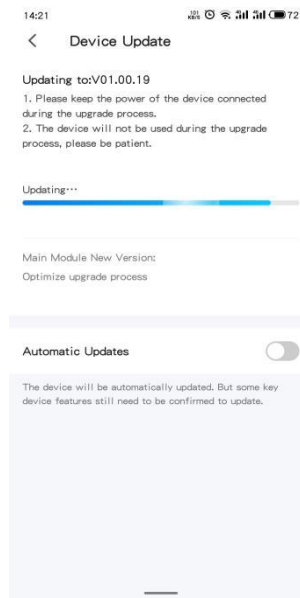 14:21
72
Device Update
Updating to:V01.00.19
1. Please keep the power of the device connected
during the upgrade process.
2. The device will not be used during the upgrade
process, please be patient.
Updating···
Main Module New Version:
Optimize upgrade process
Automatic Updates
The device will be automatically updated. But some key
device features still need to be confirmed to update.